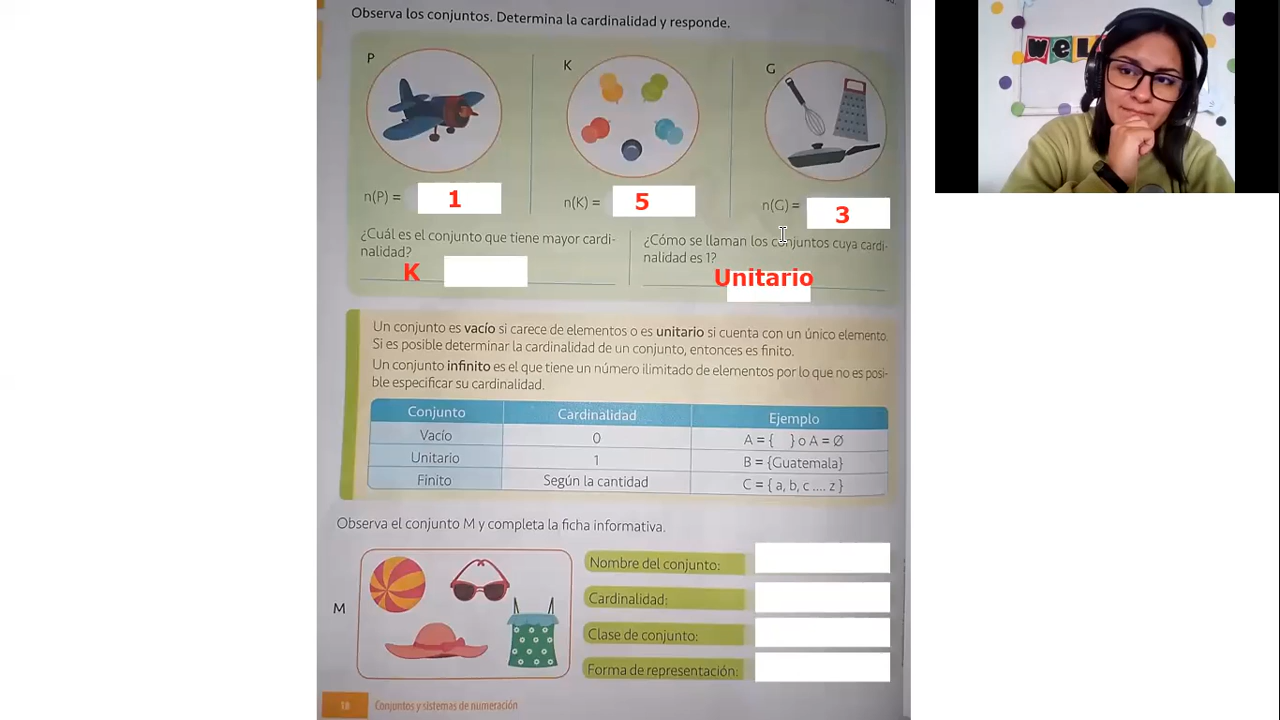 Observa los conjuntos. Determina la cardinalidad y responde.
P
K
G
n(P) = 1
n(K) = 5
n(G) = 3
¿Cuál es el conjunto que tiene mayor cardi-
nalidad?
K
¿Cómo se llaman los conjuntos cuya cardi-
nalidad es 1?
Unitario
Un conjunto es vacío si carece de elementos o es unitario si cuenta con un único elemento.
Si es posible determinar la cardinalidad de un conjunto, entonces es finito.
Un conjunto infinito es el que tiene un número ilimitado de elementos por lo que no es posi-
ble especificar su cardinalidad.
Conjunto Cardinalidad Ejemplo
Vacío 0 A = { } o A = Ø
Unitario 1 B = {Guatemala}
Finito Según la cantidad C = { a, b, c .... z }
Observa el conjunto M y completa la ficha informativa.
M
Nombre del conjunto:
Cardinalidad:
Clase de conjunto:
Forma de representación:
18 Conjuntos y sistemas de numeración
WEL